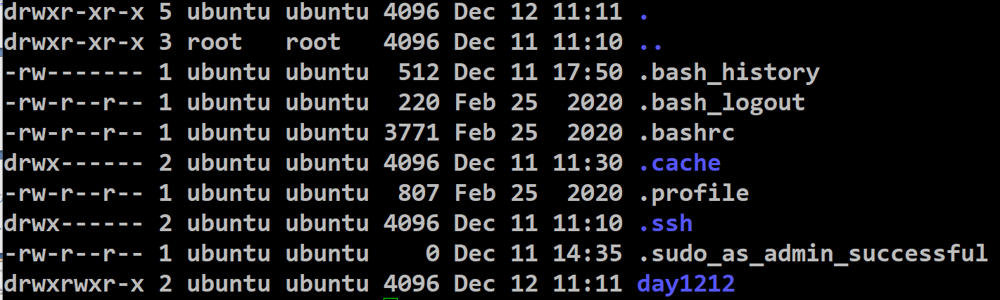 drwxr-xr-x 5 ubuntu ubuntu 4096 Dec 12 11:11 .
drwxr-xr-x 3 root   root   4096 Dec 11 11:10 ..
-rw------- 1 ubuntu ubuntu  512 Dec 11 17:50 .bash_history
-rw-r--r-- 1 ubuntu ubuntu  220 Feb 25  2020 .bash_logout
-rw-r--r-- 1 ubuntu ubuntu 3771 Feb 25  2020 .bashrc
drwx------ 2 ubuntu ubuntu 4096 Dec 11 11:30 .cache
-rw-r--r-- 1 ubuntu ubuntu  807 Feb 25  2020 .profile
drwx------ 2 ubuntu ubuntu 4096 Dec 11 11:10 .ssh
-rw-r--r-- 1 ubuntu ubuntu    0 Dec 11 14:35 .sudo_as_admin_successful
drwxrwxr-x 2 ubuntu ubuntu 4096 Dec 12 11:11 day1212